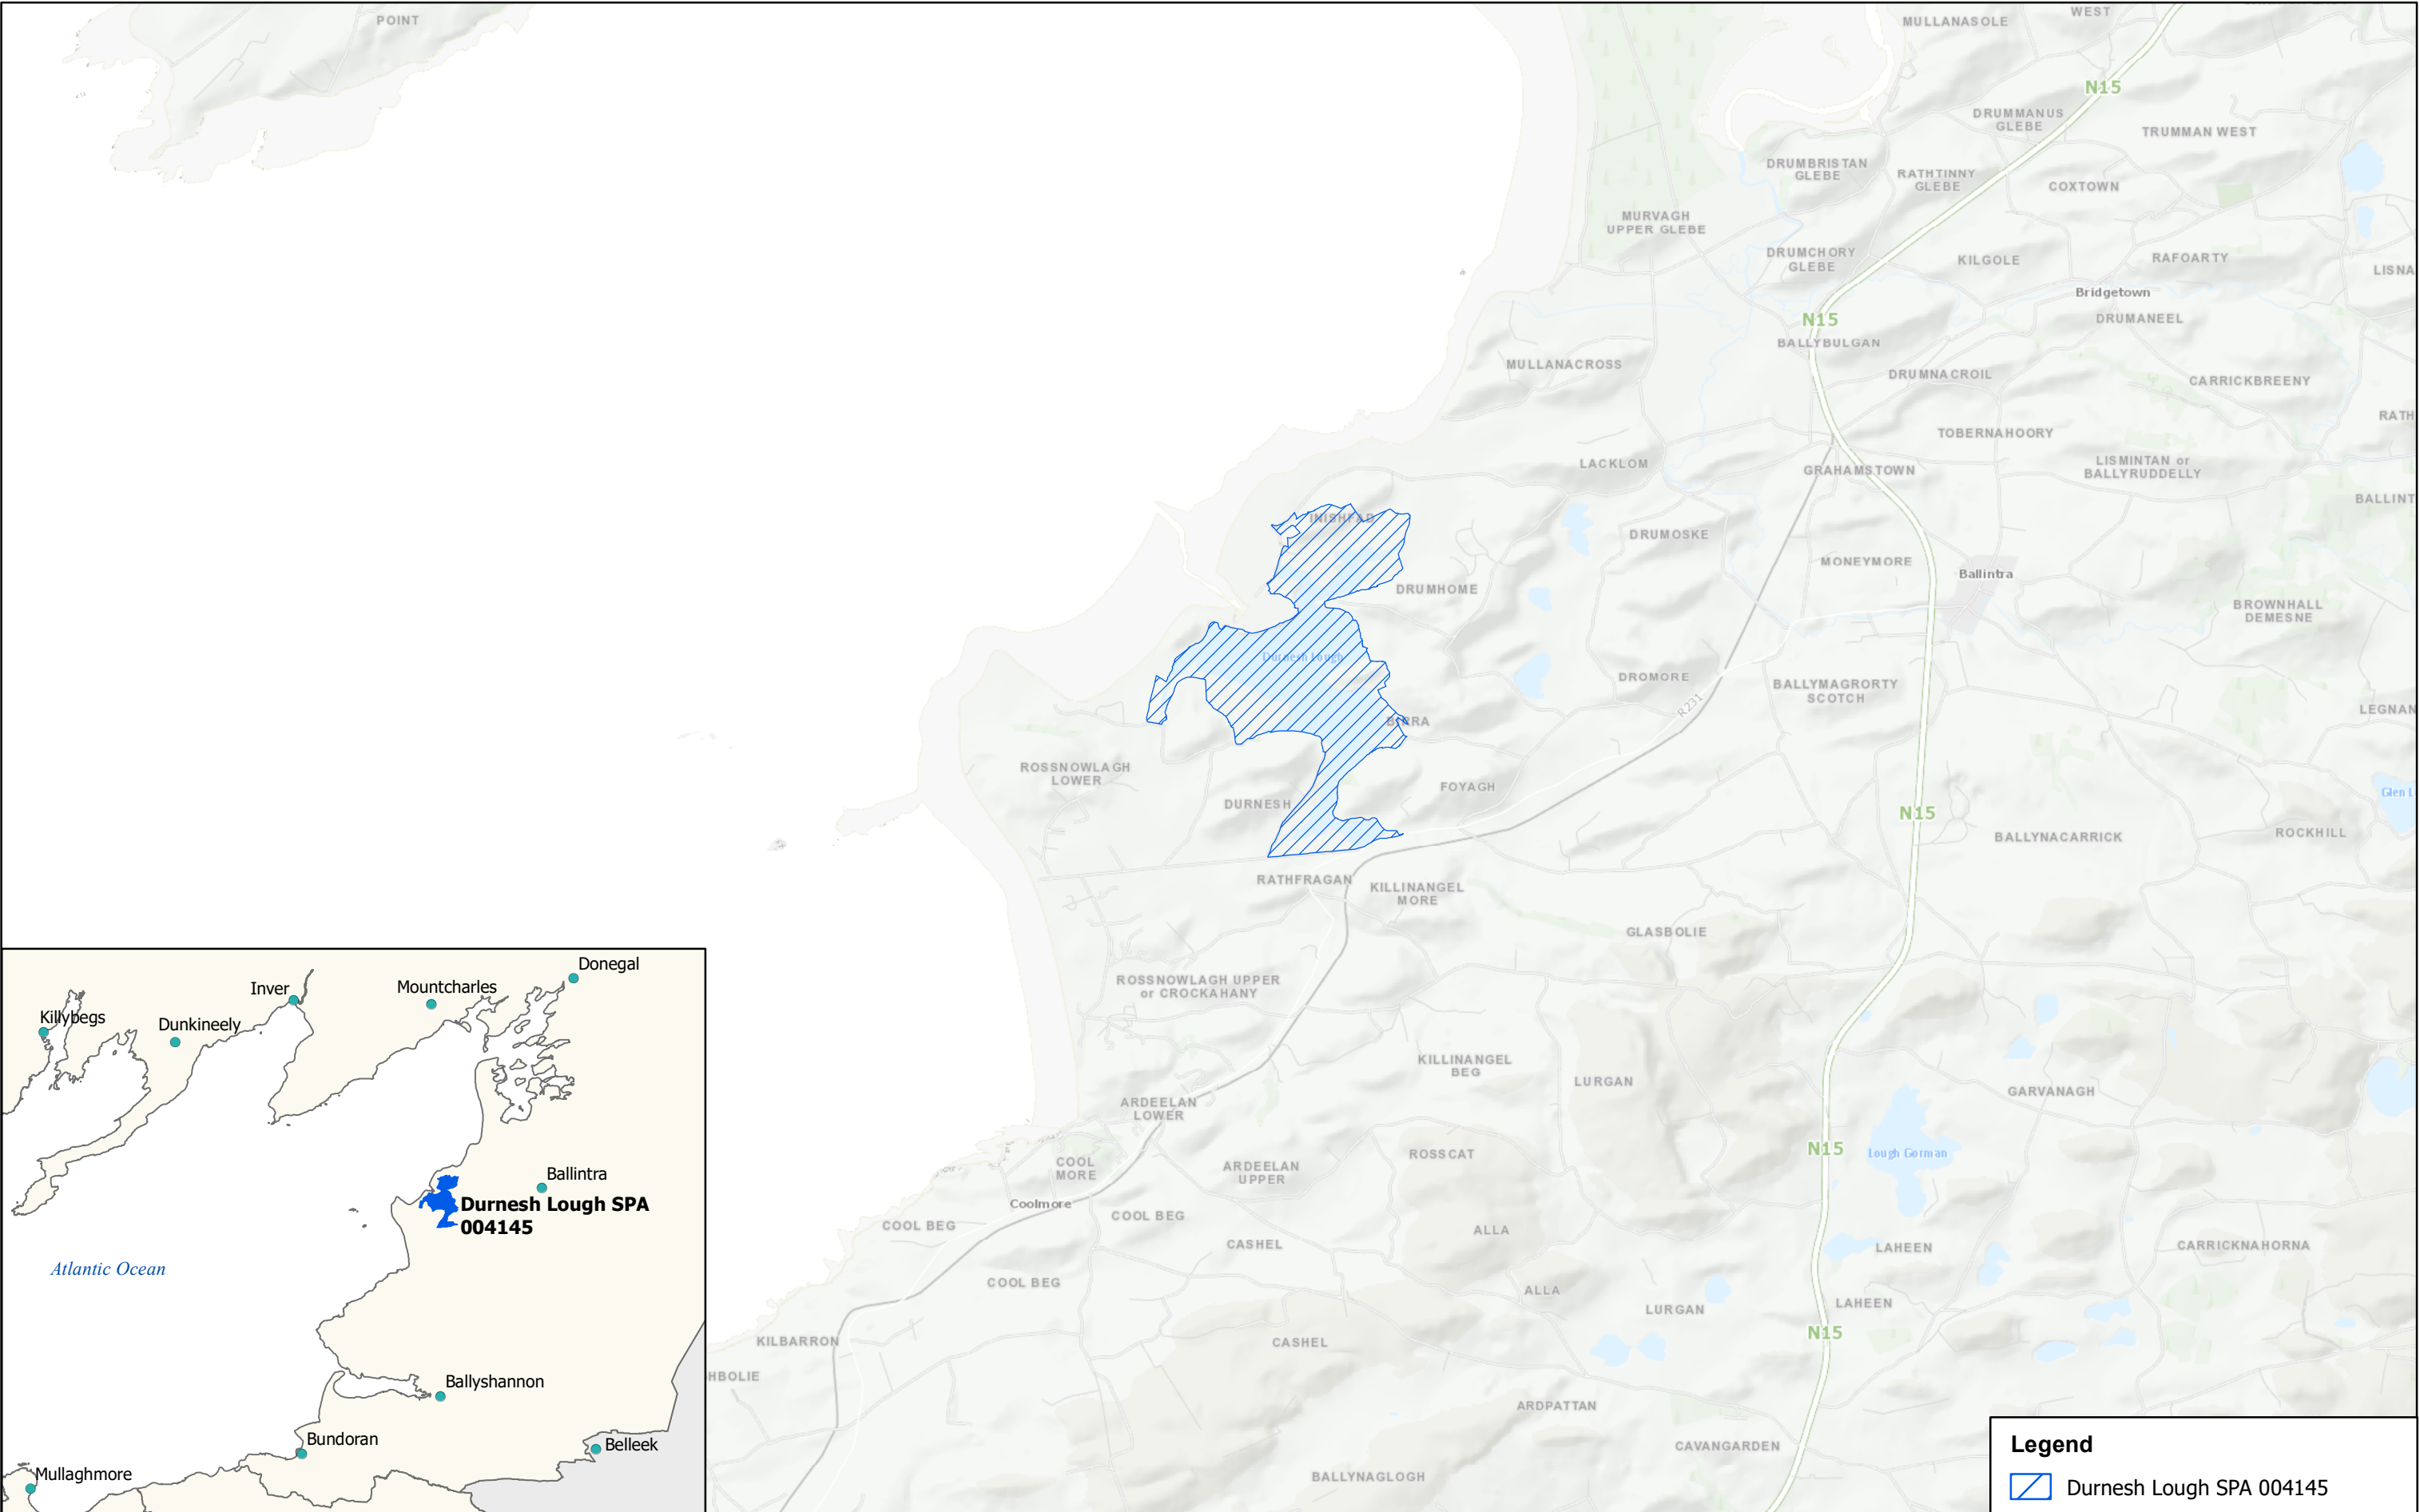 POINT
MULLANASOLE
WEST
N15
DRUMMANUS
GLEBE
TRUMMAN WEST
DRUMBRISTAN
GLEBE
RATHTINNY
GLEBE
COXTOWN
MURVAGH
UPPER GLEBE
DRUMCHORY
GLEBE
KILGOLE
RAFOARTY
LISNA
Bridgetown
N15
DRUMANEEL
BALLYBULGAN
MULLANACROSS
DRUMNACROIL
CARRICKBREENY
RATH
TOBERNAHOORY
LACKLOM
GRAHAMSTOWN
LISMINTAN or
BALLYRUDDELLY
BALLINT
INISHFAD
DRUMOSKE
MONEYMORE
Ballintra
DRUMHOME
BROWNHALL
DEMESNE
Durnesh Lough
DROMORE
BALLYMAGRORTY
SCOTCH
R231
LEGNAN
BIRRA
ROSSNOWLAGH
LOWER
DURNESH
FOYAGH
Glen L
N15
ROCKHILL
BALLYNACARRICK
RATHFRAGAN
KILLINANGEL
MORE
GLASBOLIE
ROSSNOWLAGH UPPER
or CROCKAHANY
KILLINANGEL
BEG
LURGAN
GARVANAGH
ARDEELAN
LOWER
N15
Lough Gorman
ROSSCAT
COOL
MORE
ARDEELAN
UPPER
Coolmore
COOL BEG
COOL BEG
ALLA
CASHEL
LAHEEN
CARRICKNAHORNA
COOL BEG
ALLA
LURGAN
LAHEEN
N15
KILBARRON
CASHEL
HBOLIE
ARDPATTAN
CAVANGARDEN
BALLYNAGLOGH
Donegal
Inver
Mountcharles
Killybegs
Dunkineely
Ballintra
Durnesh Lough SPA
004145
Atlantic Ocean
Ballyshannon
Bundoran
Belleek
Mullaghmore
Legend
Durnesh Lough SPA 004145